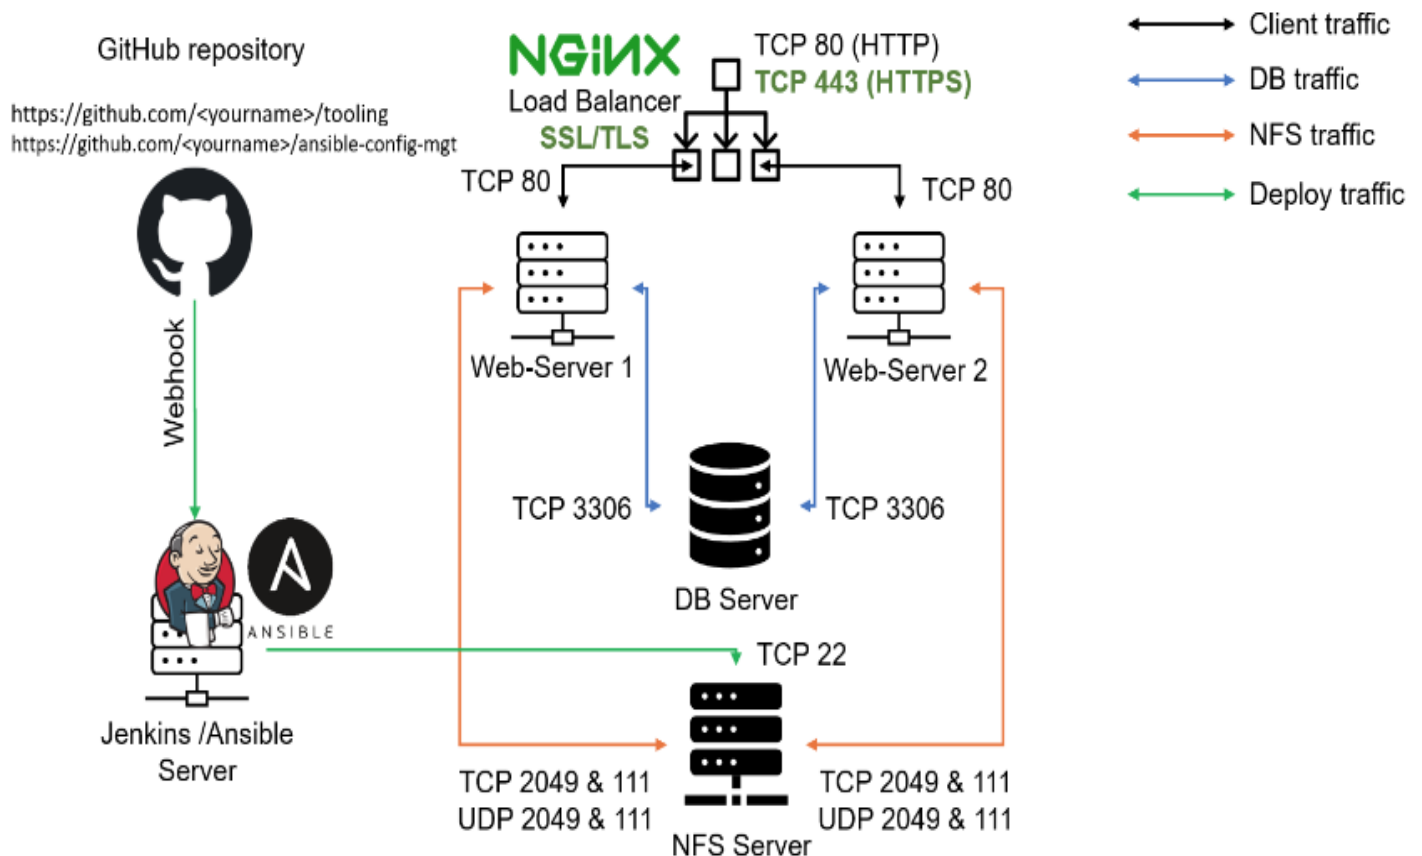 GitHub repository
https://github.com/<yourname>/tooling
https://github.com/<yourname>/ansible-config-mgt
NGiNX
Load Balancer
SSL/TLS
TCP 80 (HTTP)
TCP 443 (HTTPS)
Client traffic
DB traffic
NFS traffic
Deploy traffic
TCP 80
TCP 80
Webhook
Web-Server 1
Web-Server 2
TCP 3306
TCP 3306
DB Server
A
ANSIBLE
Jenkins /Ansible
Server
TCP 22
TCP 2049 & 111
UDP 2049 & 111
TCP 2049 & 111
UDP 2049 & 111
NFS Server